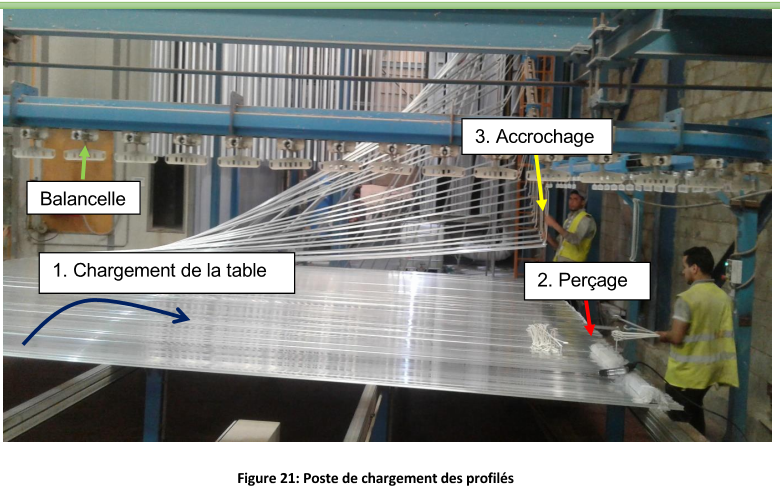 3. Accrochage
Balancelle
1. Chargement de la table
2. Perçage
Figure 21: Poste de chargement des profilés